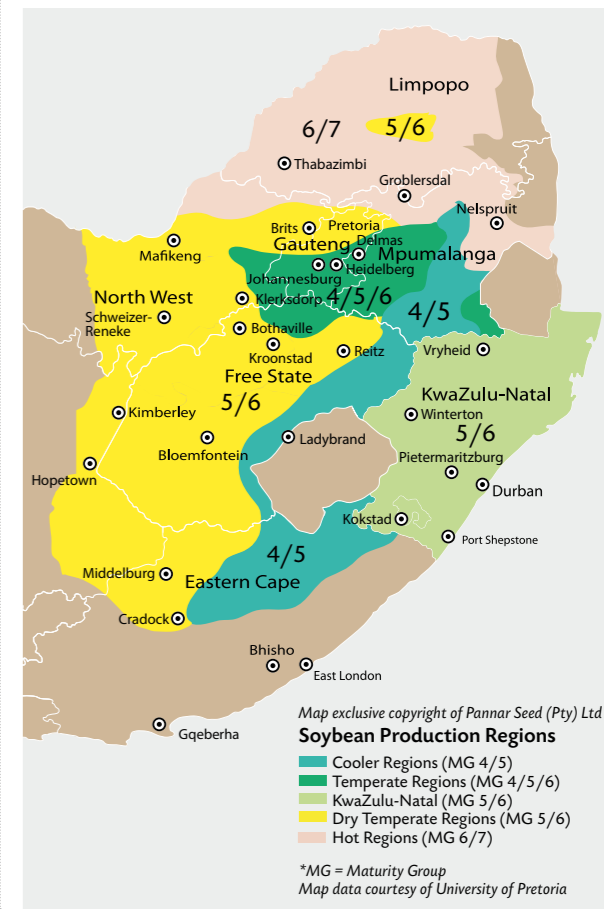 Limpopo
6/7
5/6
Thabazimbi
Groblersdal
Nelspruit
Brits
Pretoria
Gauteng
Delmas
Mpumalanga
Mafikeng
Johannesburg
Heidelberg
North West
Klerksdorp
4/5/6
4/5
Schweizer-
Reneke
Bothaville
Kroonstad
Reitz
Vryheid
Free State
KwaZulu-Natal
5/6
Kimberley
Winterton
5/6
Bloemfontein
Ladybrand
Pietermaritzburg
Hopetown
Durban
Kokstad
Port Shepstone
4/5
Middelburg
Eastern Cape
Cradock
Bhisho
East London
Gqeberha
Map exclusive copyright of Pannar Seed (Pty) Ltd
Soybean Production Regions
Cooler Regions (MG 4/5)
Temperate Regions (MG 4/5/6)
KwaZulu-Natal (MG 5/6)
Dry Temperate Regions (MG 5/6)
Hot Regions (MG 6/7)
*MG = Maturity Group
Map data courtesy of University of Pretoria